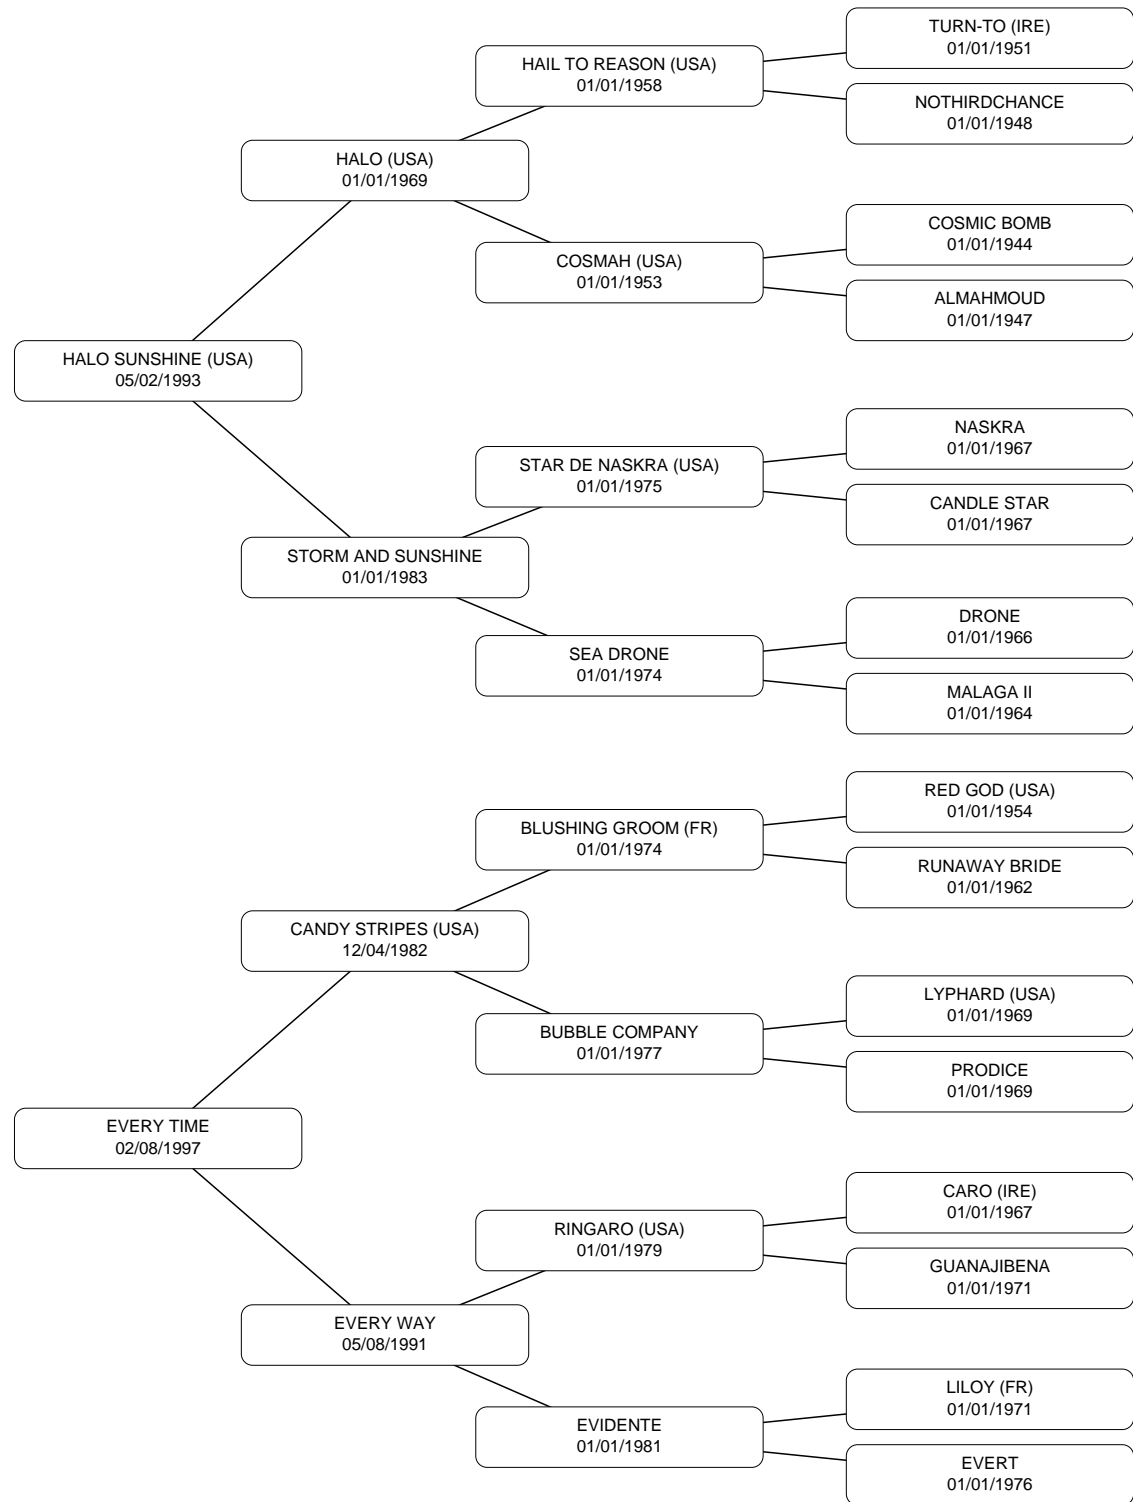 TURN-TO (IRE)
01/01/1951
HAIL TO REASON (USA)
01/01/1958
NOTHIRDCHANCE
01/01/1948
HALO (USA)
01/01/1969
COSMIC BOMB
01/01/1944
COSMAH (USA)
01/01/1953
ALMAHMOUD
01/01/1947
HALO SUNSHINE (USA)
05/02/1993
NASKRA
01/01/1967
STAR DE NASKRA (USA)
01/01/1975
CANDLE STAR
01/01/1967
STORM AND SUNSHINE
01/01/1983
DRONE
01/01/1966
SEA DRONE
01/01/1974
MALAGA II
01/01/1964
RED GOD (USA)
01/01/1954
BLUSHING GROOM (FR)
01/01/1974
RUNAWAY BRIDE
01/01/1962
CANDY STRIPES (USA)
12/04/1982
LYPHARD (USA)
01/01/1969
BUBBLE COMPANY
01/01/1977
PRODICE
01/01/1969
EVERY TIME
02/08/1997
CARO (IRE)
01/01/1967
RINGARO (USA)
01/01/1979
GUANAJIBENA
01/01/1971
EVERY WAY
05/08/1991
LILOY (FR)
01/01/1971
EVIDENTE
01/01/1981
EVERT
01/01/1976